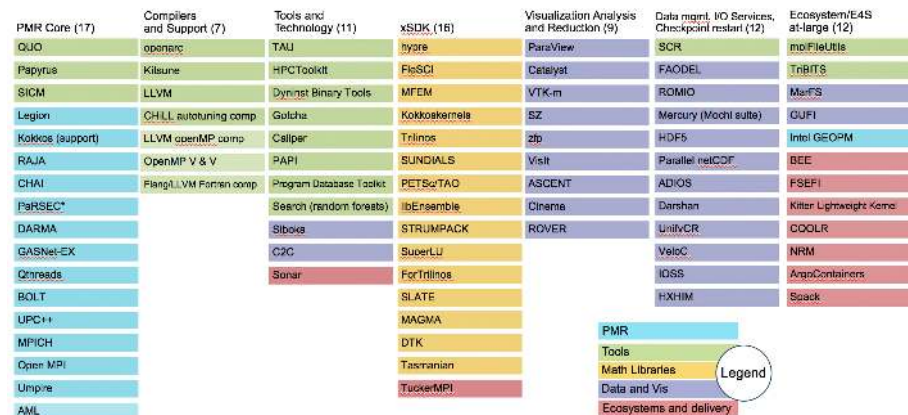 PMR Core (17)
QUO
Papyrus
SICM
Legion
Kokkos (support)
RAJA
CHAI
PaRSEC*
DARMA
GASNet-EX
Qthreads
BOLT
UPC++
MPICH
Open MPI
Umpire
AML
Compilers
and Support (7)
openarc
Kitsune
LLVM
CHiLL autotuning comp
LLVM openMP comp
OpenMP V & V
Flang/LLVM Fortran comp
Tools and
Technology (11)
TAU
HPCToolkit
Dyninst Binary Tools
Gotcha
Caliper
PAPI
Program Database Toolkit
Search (random forests)
Siboka
C2C
Sonar
xSDK (16)
hypre
FleSCI
MFEM
Kokkoskernels
Trilinos
SUNDIALS
PETSc/TAO
libEnsemble
STRUMPACK
SuperLU
ForTrilinos
SLATE
MAGMA
DTK
Tasmanian
TuckerMPI
Visualization Analysis
and Reduction (9)
ParaView
Catalyst
VTK-m
SZ
zfp
VisIt
ASCENT
Cinema
ROVER
Data mgmt, I/O Services,
Checkpoint restart (12)
SCR
FAODEL
ROMIO
Mercury (Mochi suite)
HDF5
Parallel netCDF
ADIOS
Darshan
UnifyCR
VeloC
IOSS
HXHIM
Ecosystem/E4S
at-large (12)
mpiFileUtils
TriBITS
MarFS
GUFI
Intel GEOPM
BEE
FSEFI
Kitten Lightweight Kernel
COOLR
NRM
ArgoContainers
Spack
PMR
Tools
Math Libraries
Data and Vis
Ecosystems and delivery
Legend